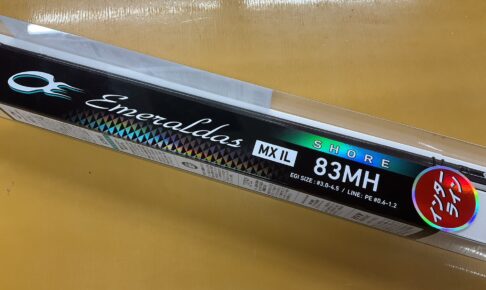 Emeraldas
MX IL
SHORE
83MH
EGI SIZE : #3.0-4.5 / LINE : PE #0.6-1.2
インター
ライン